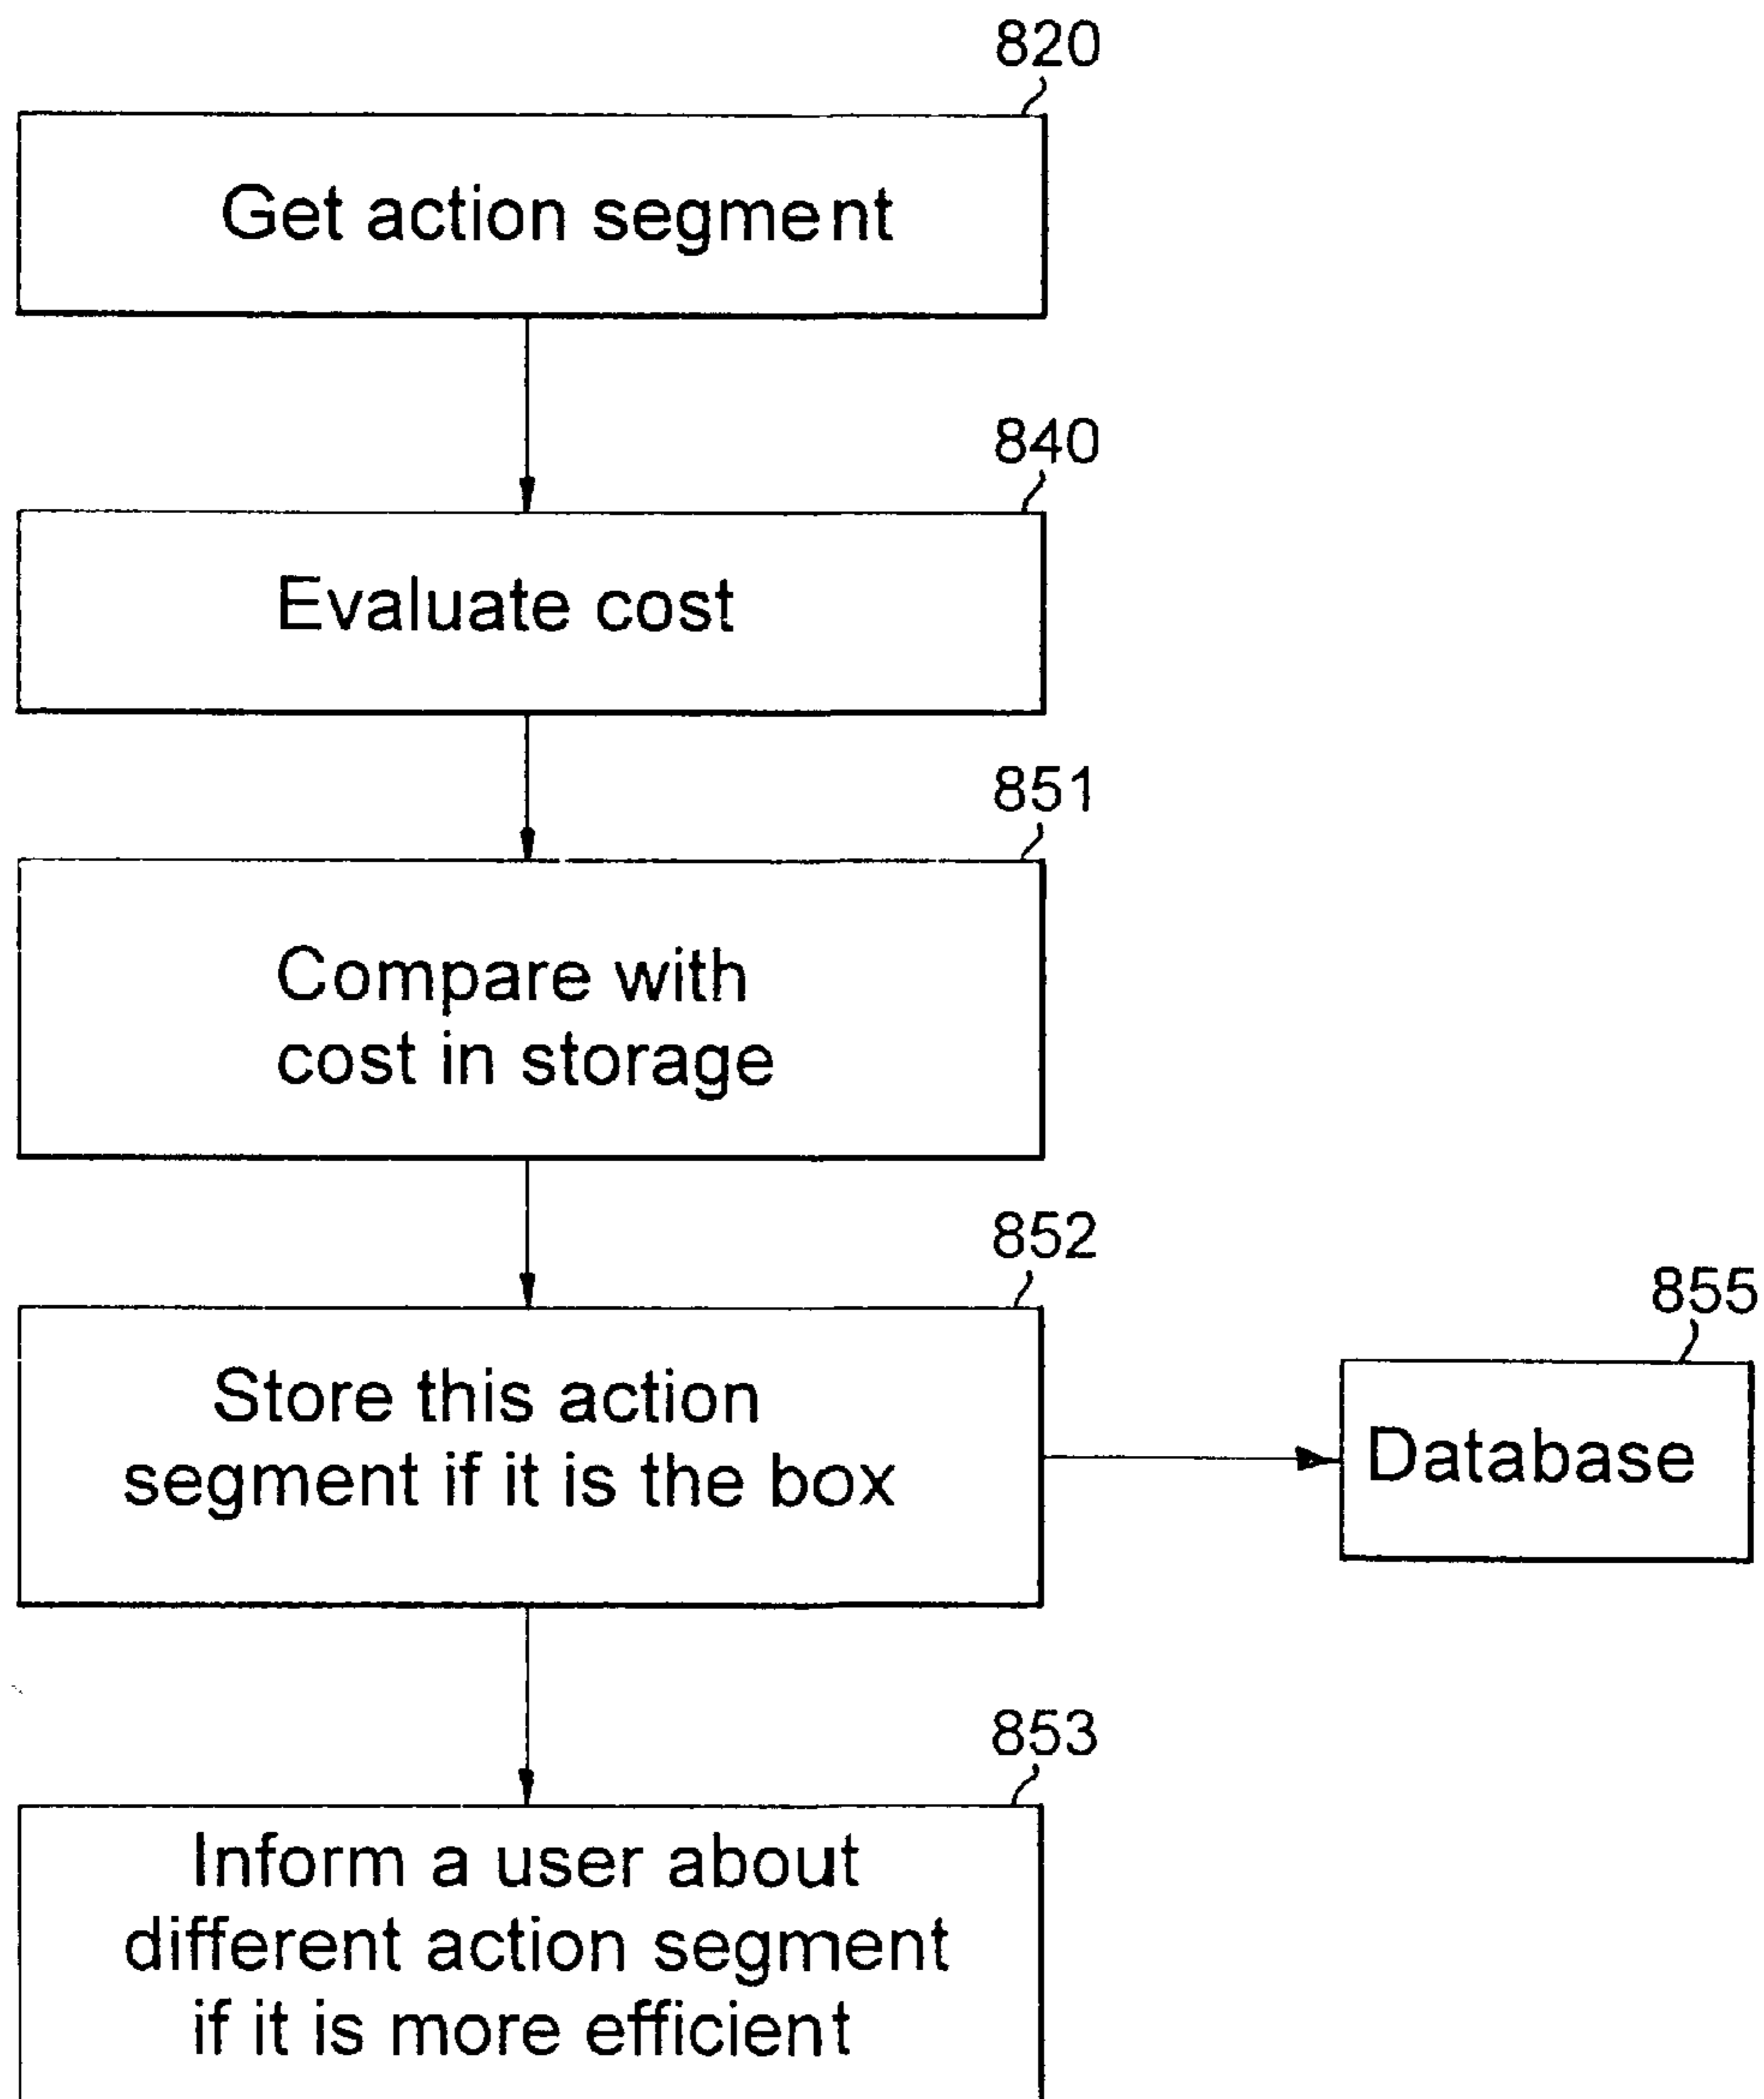 820
Get action segment
840
Evaluate cost
851
Compare with
cost in storage
852
Store this action
segment if it is the box
855
Database
853
Inform a user about
different action segment
if it is more efficient